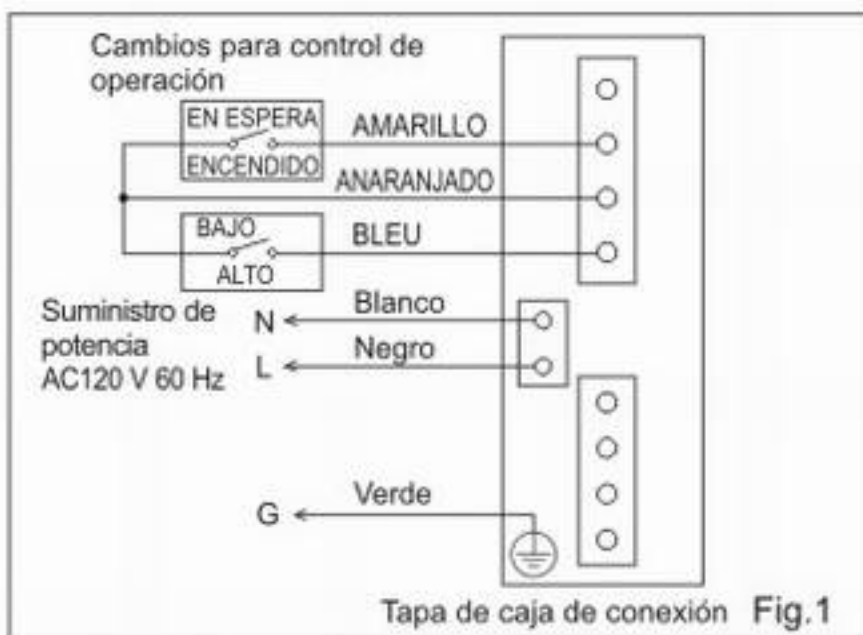 Cambios para control de
operación
EN ESPERA
ENCENDIDO
AMARILLO
ANARANJADO
BAJO
ALTO
BLEU
Suministro de
potencia
AC120 V 60 Hz
N
Blanco
L
Negro
G
Verde
Tapa de caja de conexión
Fig.1